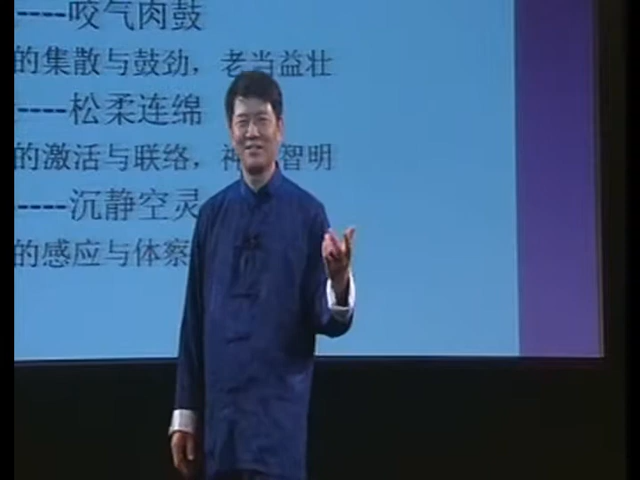 ----咬气肉鼓
的集散与鼓劲，老当益壮
----松柔连绵
的激活与联络，神 智明
----沉静空灵
的感应与体察